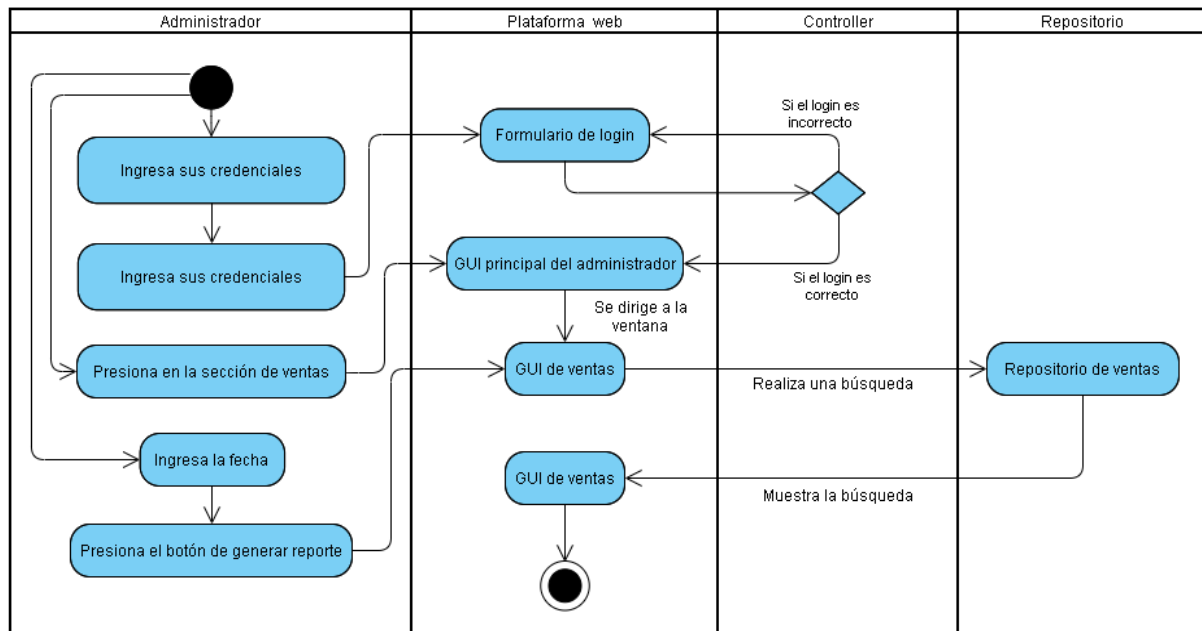 Administrador
Plataforma web
Controller
Repositorio
Si el login es
incorrecto
Formulario de login
Ingresa sus credenciales
Ingresa sus credenciales
GUI principal del administrador
Si el login es
correcto
Se dirige a la
ventana
Presiona en la sección de ventas
GUI de ventas
Realiza una búsqueda
Repositorio de ventas
Ingresa la fecha
GUI de ventas
Muestra la búsqueda
Presiona el botón de generar reporte